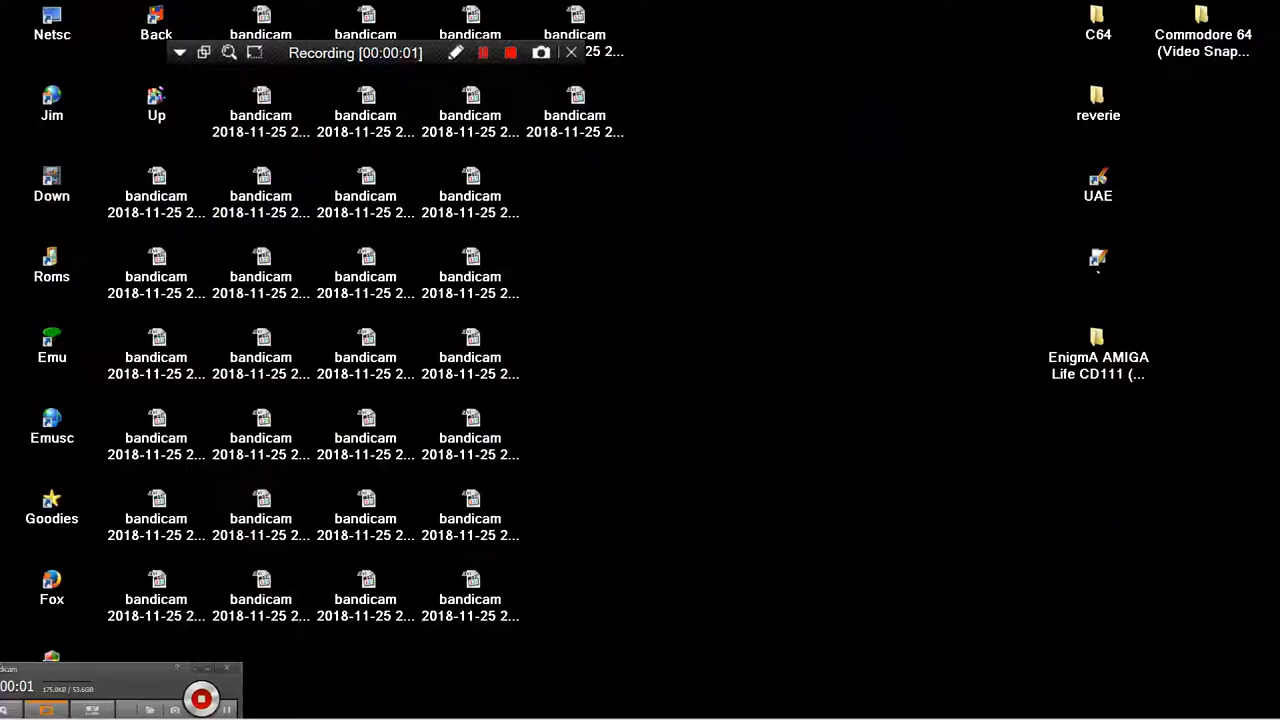 Netsc
Back
bandicam
bandicam
bandicam
bandicam
C64
Commodore 64
Recording [00:00:01]
25 2...
(Video Snap...
Jim
Up
bandicam
bandicam
bandicam
bandicam
reverie
2018-11-25 2...
2018-11-25 2...
2018-11-25 2...
2018-11-25 2...
Down
bandicam
bandicam
bandicam
bandicam
UAE
2018-11-25 2...
2018-11-25 2...
2018-11-25 2...
2018-11-25 2...
Roms
bandicam
bandicam
bandicam
bandicam
2018-11-25 2...
2018-11-25 2...
2018-11-25 2...
2018-11-25 2...
Emu
bandicam
bandicam
bandicam
bandicam
EnigmA AMIGA
2018-11-25 2...
2018-11-25 2...
2018-11-25 2...
2018-11-25 2...
Life CD111 (...
Emusc
bandicam
bandicam
bandicam
bandicam
2018-11-25 2...
2018-11-25 2...
2018-11-25 2...
2018-11-25 2...
Goodies
bandicam
bandicam
bandicam
bandicam
2018-11-25 2...
2018-11-25 2...
2018-11-25 2...
2018-11-25 2...
Fox
bandicam
bandicam
bandicam
bandicam
2018-11-25 2...
2018-11-25 2...
2018-11-25 2...
2018-11-25 2...
dicam
00:01
175.0KB / 53.6GB